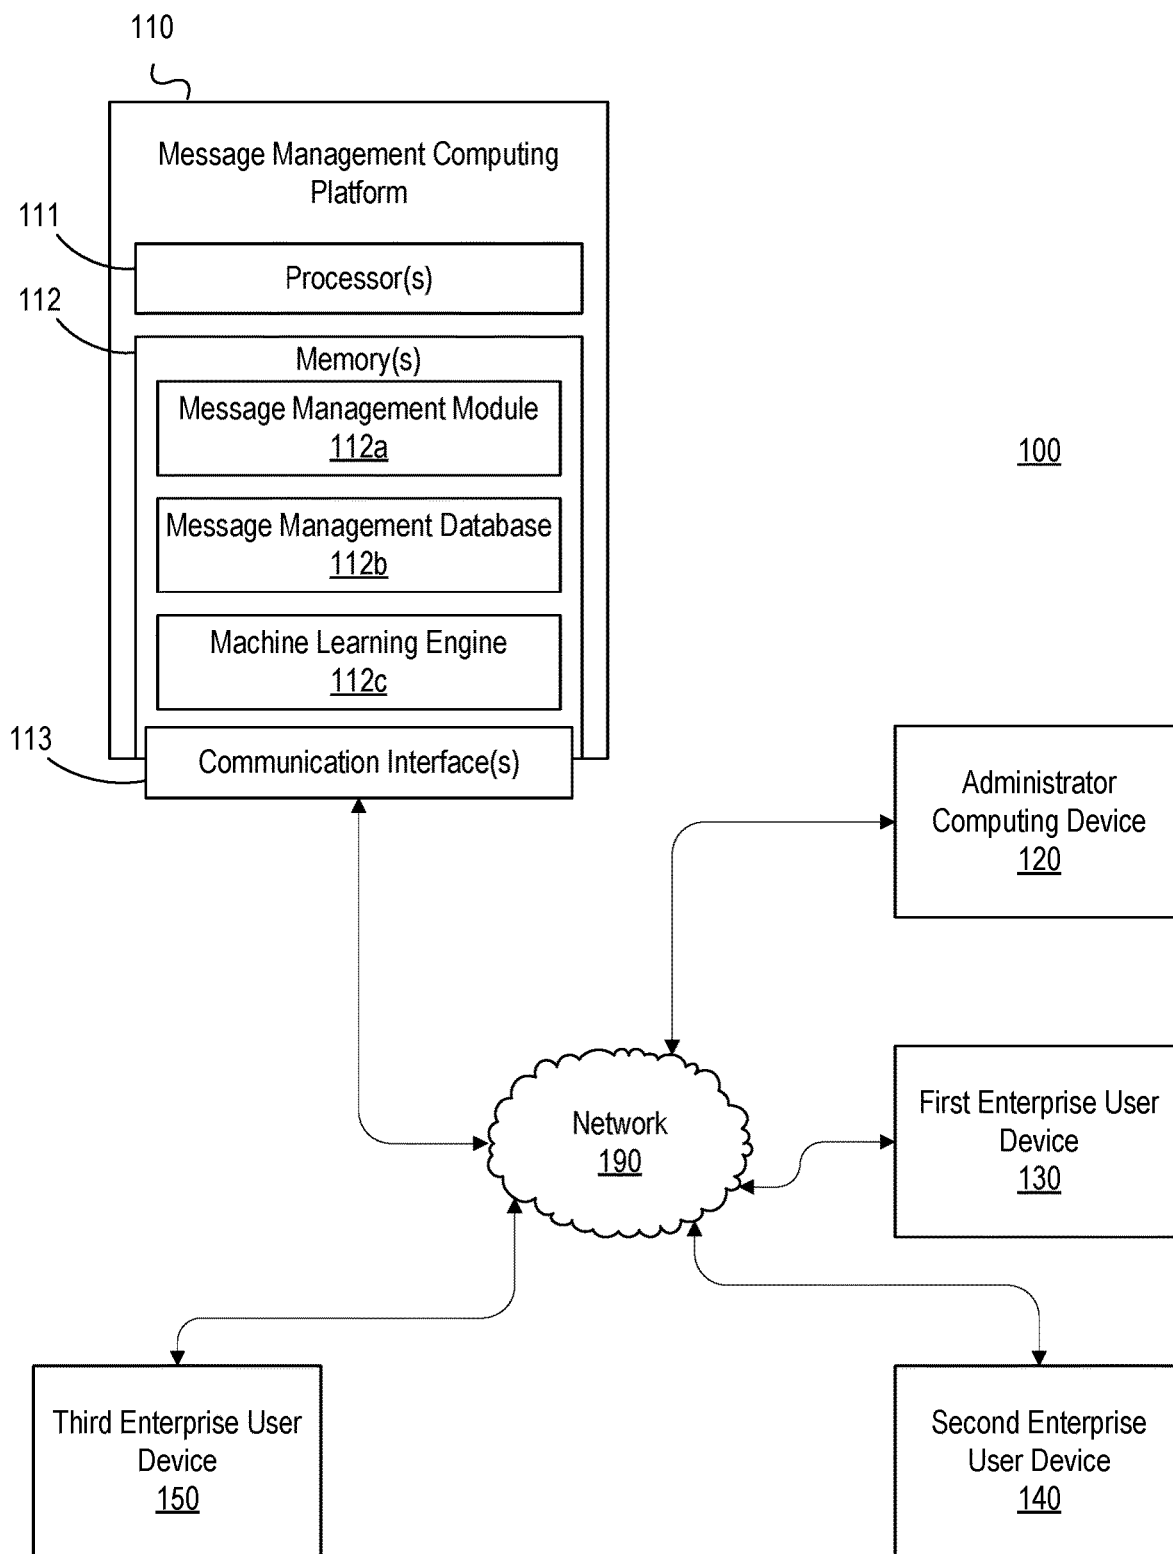 110
Message Management Computing
Platform
111
Processor(s)
112
Memory(s)
Message Management Module
112a
100
Message Management Database
112b
Machine Learning Engine
112c
113
Communication Interface(s)
Administrator
Computing Device
120
First Enterprise User
Device
130
Network
190
Third Enterprise User
Device
150
Second Enterprise
User Device
140